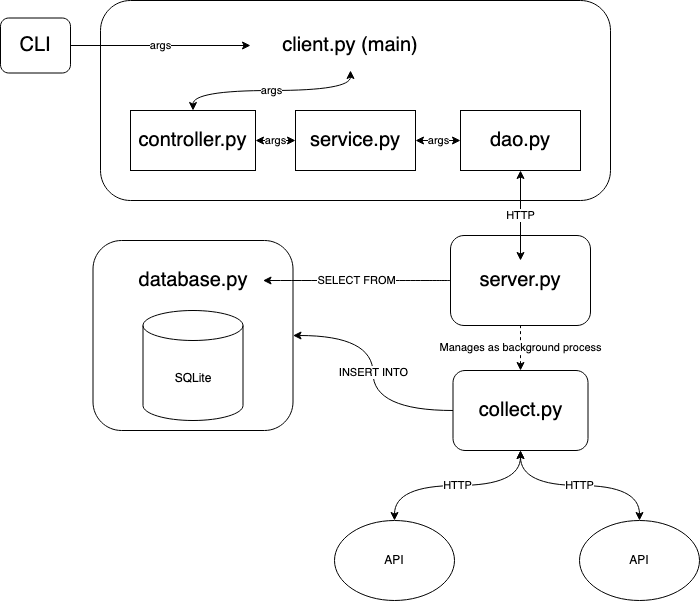 CLI
args
client.py (main)
args
controller.py
args
service.py
args
dao.py
HTTP
database.py
SELECT FROM
server.py
Manages as background process
SQLite
INSERT INTO
collect.py
HTTP
HTTP
API
API